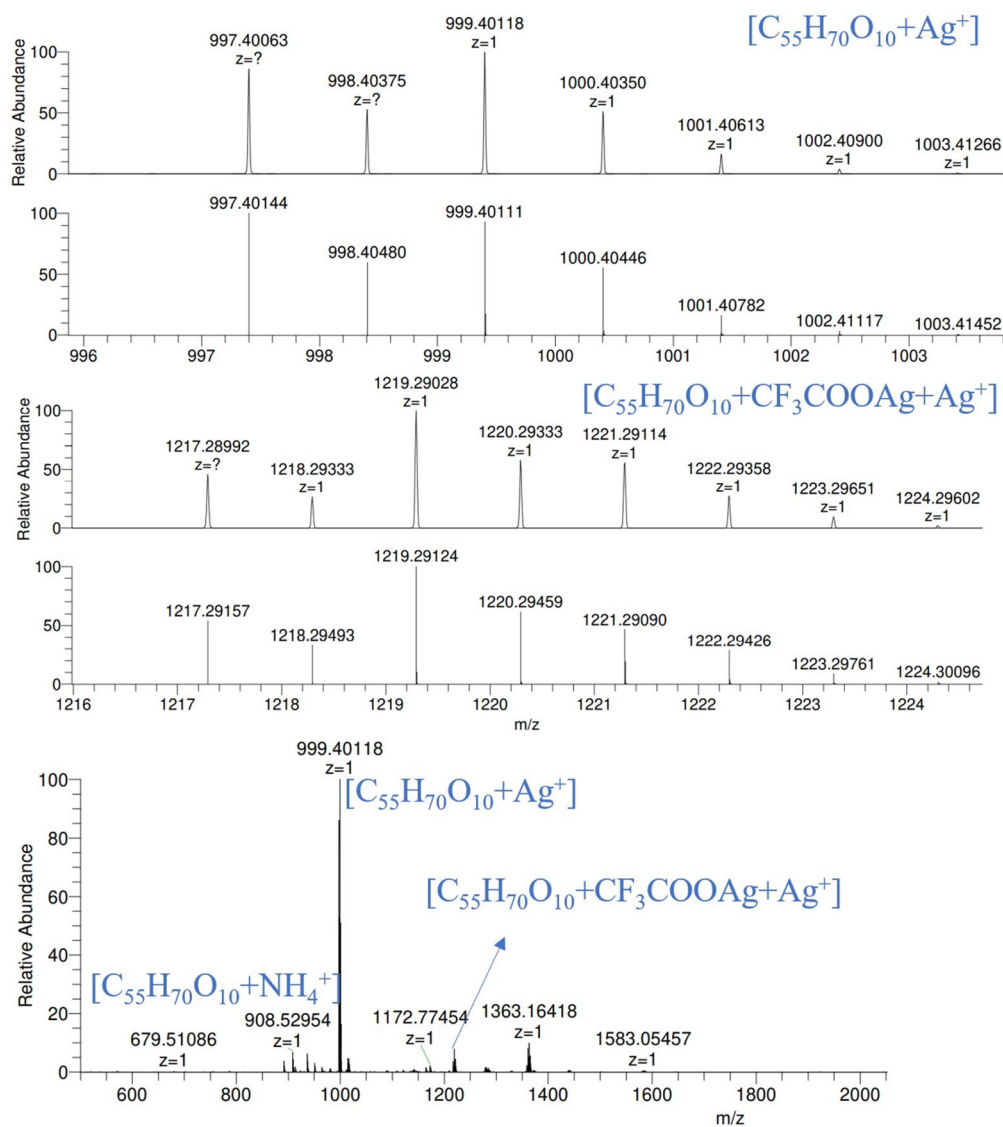 [C₅₅H₇₀O₁₀+Ag⁺]
Relative Abundance
100
50
0
997.40063
z=?
998.40375
z=?
999.40118
z=1
1000.40350
z=1
1001.40613
z=1
1002.40900
z=1
1003.41266
z=1
100
50
0
997.40144
998.40480
999.40111
1000.40446
1001.40782
1002.41117
1003.41452
996 997 998 999 1000 1001 1002 1003
[C₅₅H₇₀O₁₀+CF₃COOAg+Ag⁺]
Relative Abundance
100
50
0
1217.28992
z=?
1218.29333
z=1
1219.29028
z=1
1220.29333
z=1
1221.29114
z=1
1222.29358
z=1
1223.29651
z=1
1224.29602
z=1
100
50
0
1217.29157
1218.29493
1219.29124
1220.29459
1221.29090
1222.29426
1223.29761
1224.30096
1216 1217 1218 1219 1220 1221 1222 1223 1224
m/z
Relative Abundance
100
80
60
40
20
0
999.40118
z=1
[C₅₅H₇₀O₁₀+Ag⁺]
[C₅₅H₇₀O₁₀+CF₃COOAg+Ag⁺]
[C₅₅H₇₀O₁₀+NH₄⁺]
679.51086
z=1
908.52954
z=1
1172.77454
z=1
1363.16418
z=1
1583.05457
z=1
600 800 1000 1200 1400 1600 1800 2000
m/z